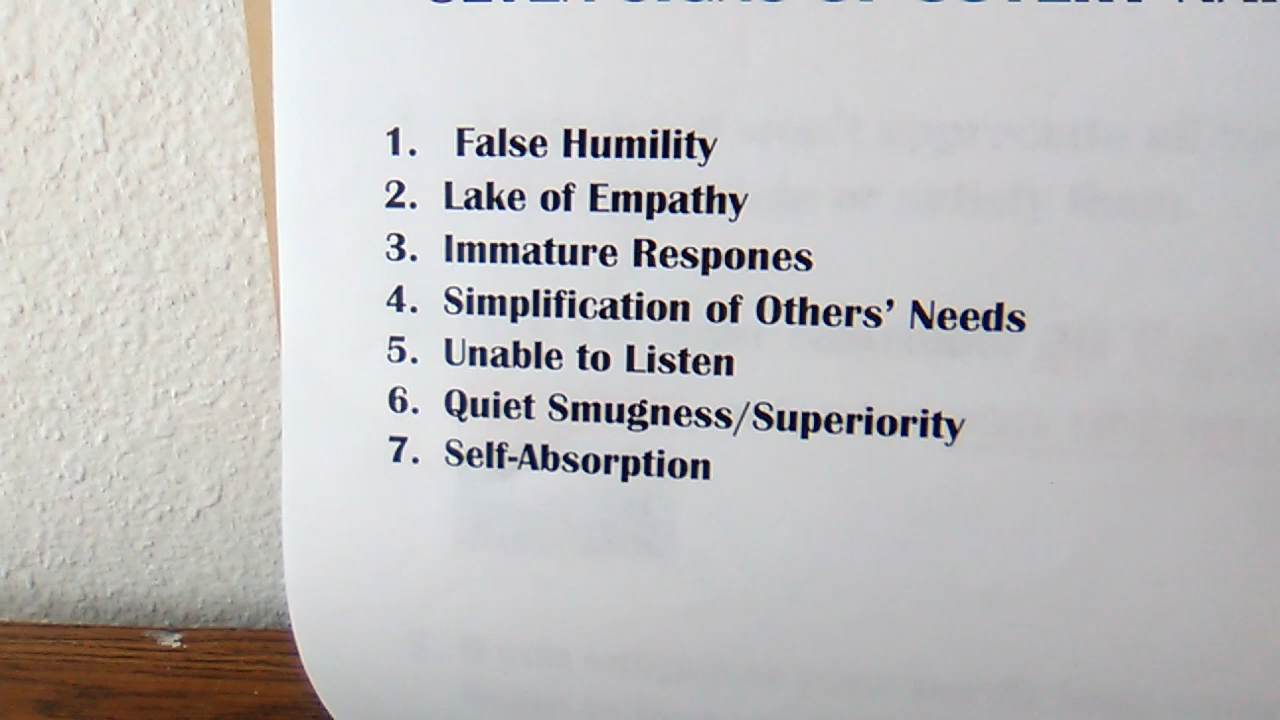 1. False Humility
2. Lake of Empathy
3. Immature Respones
4. Simplification of Others’ Needs
5. Unable to Listen
6. Quiet Smugness/Superiority
7. Self-Absorption